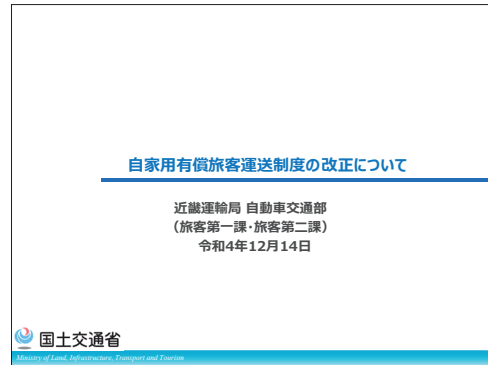 自家用有償旅客運送制度の改正について
近畿運輸局 自動車交通部
（旅客第一課・旅客第二課）
令和4年12月14日
国土交通省
Ministry of Land, Infrastructure, Transport and Tourism